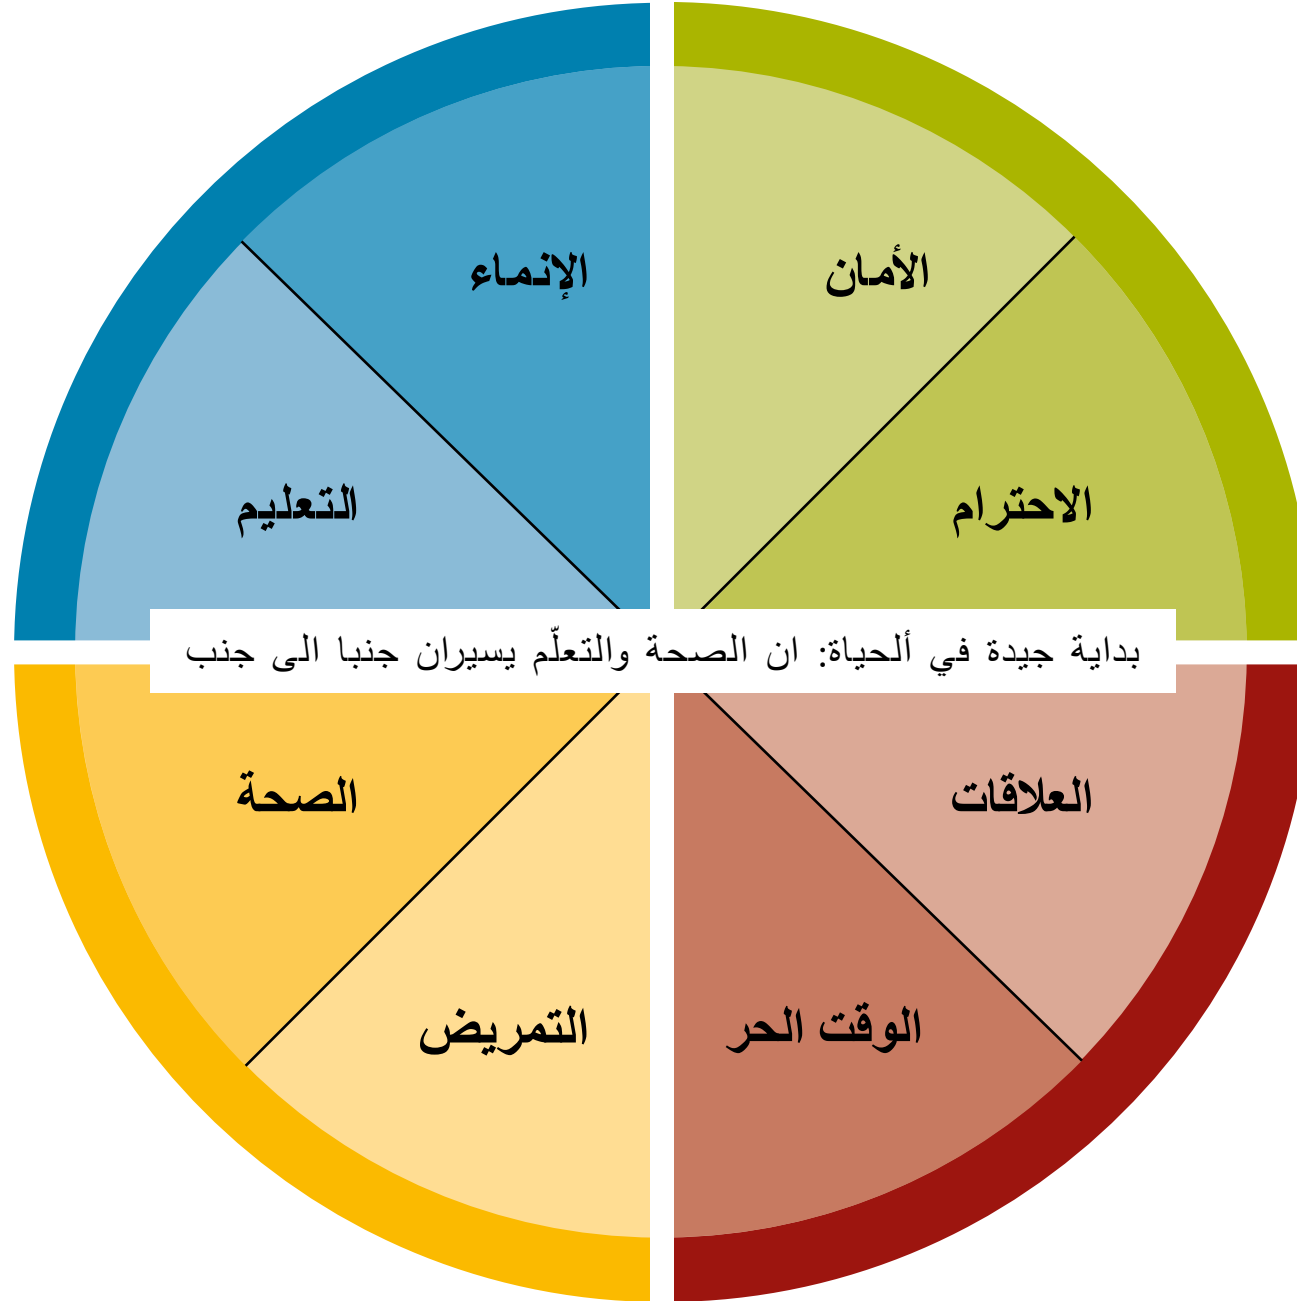 الأمان
الإنماء
الاحترام
التعليم
بداية جيدة في ألحياة: ان الصحة والتعلّم يسيران جنبا الى جنب
العلاقات
الصحة
الوقت الحر
التمريض